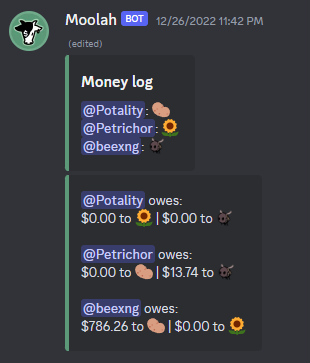 Moolah BOT 12/26/2022 11:42 PM
(edited)
Money log
@Potality: 🥔
@Petrichor: 🌻
@beexng: 🐞
@Potality owes:
$0.00 to 🌻 | $0.00 to 🐞
@Petrichor owes:
$0.00 to 🥔 | $13.74 to 🐞
@beexng owes:
$786.26 to 🥔 | $0.00 to 🌻